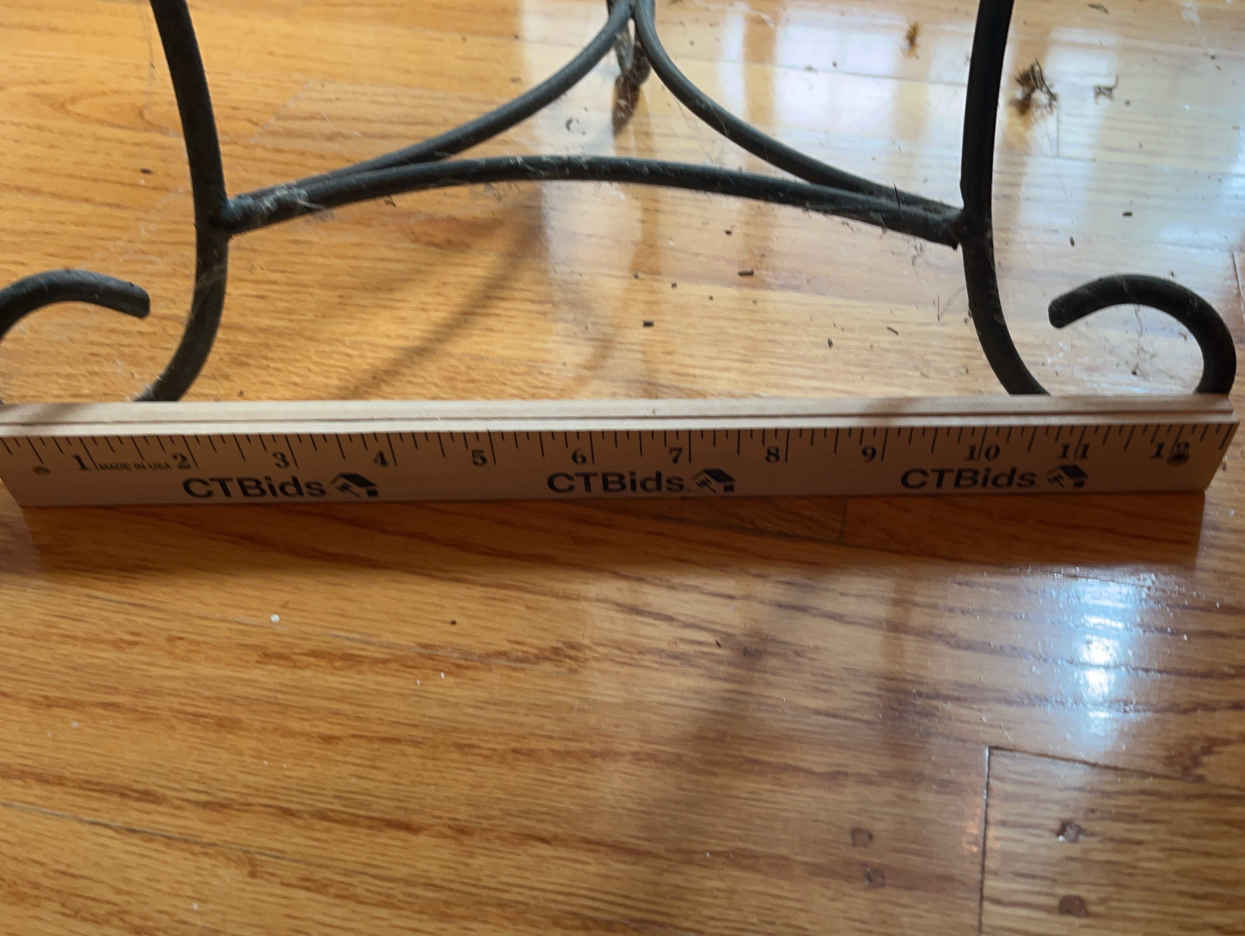 1 MADE IN USA 2 3 4 5 6 7 8 9 10 11 12
CTBids CTBids CTBids